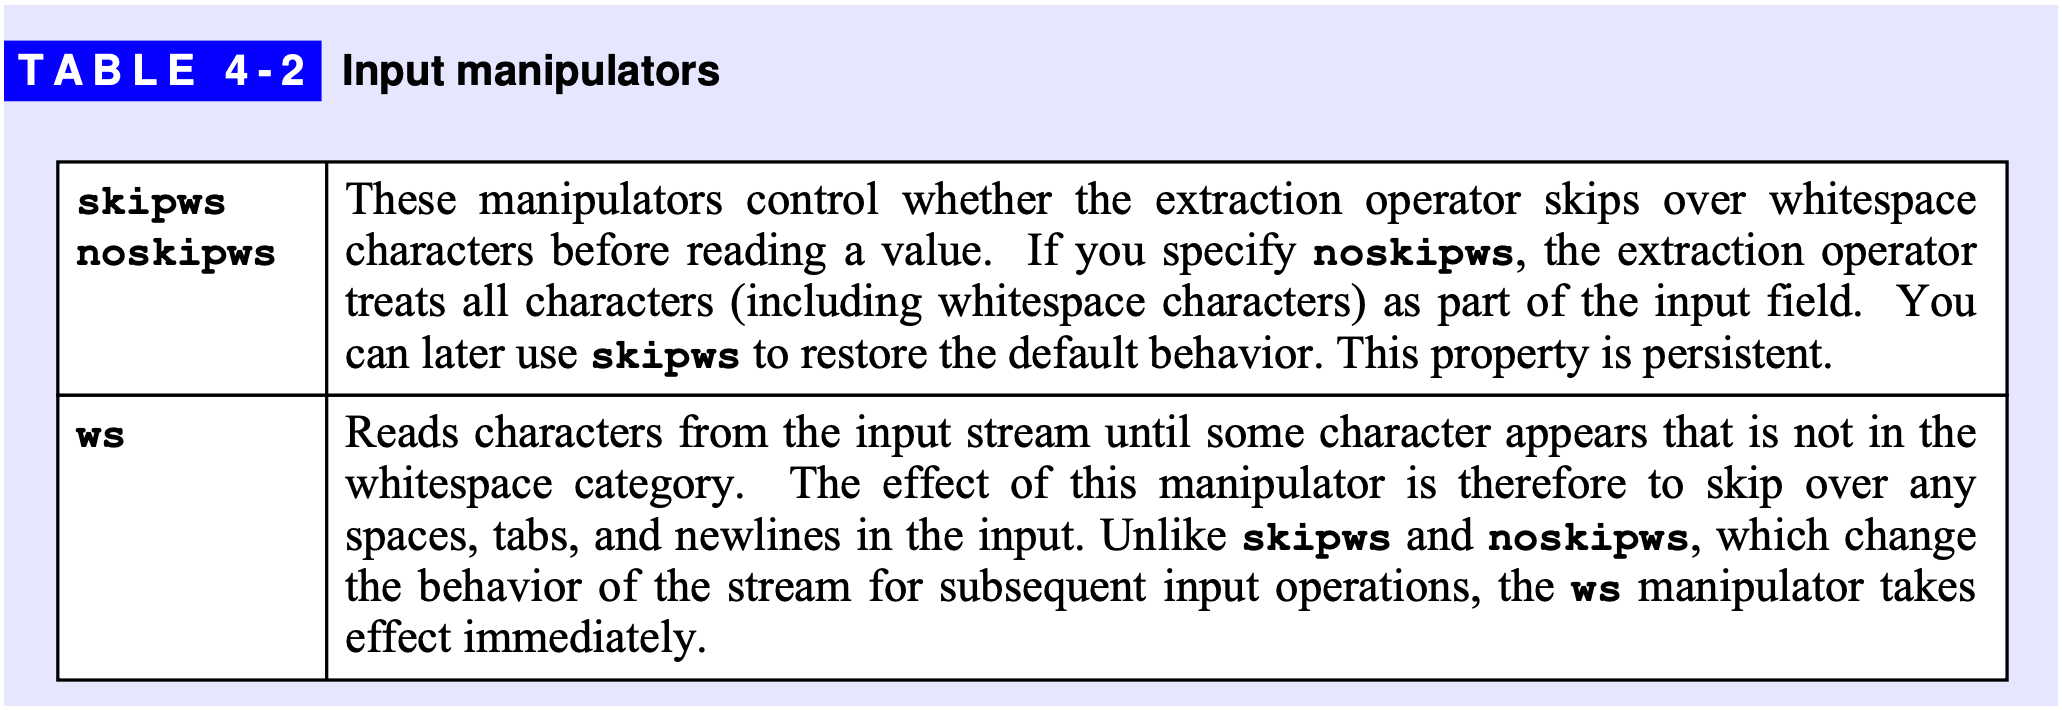 TABLE 4-2 Input manipulators
skipws
noskipws
These manipulators control whether the extraction operator skips over whitespace
characters before reading a value. If you specify noskipws, the extraction operator
treats all characters (including whitespace characters) as part of the input field. You
can later use skipws to restore the default behavior. This property is persistent.
ws
Reads characters from the input stream until some character appears that is not in the
whitespace category. The effect of this manipulator is therefore to skip over any
spaces, tabs, and newlines in the input. Unlike skipws and noskipws, which change
the behavior of the stream for subsequent input operations, the ws manipulator takes
effect immediately.